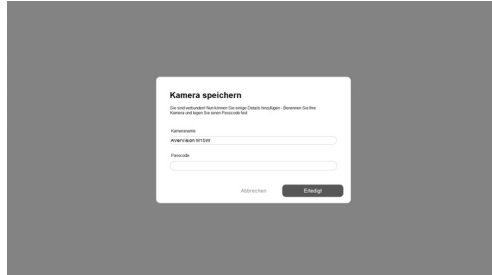 Kamera speichern
Sie sind verbunden! Nun können Sie einige Details hinzufügen - Benennen Sie Ihre
Kamera und legen Sie einen Passcode fest
Kameraname
AVerVision M15W
Passcode
Abbrechen
Erledigt